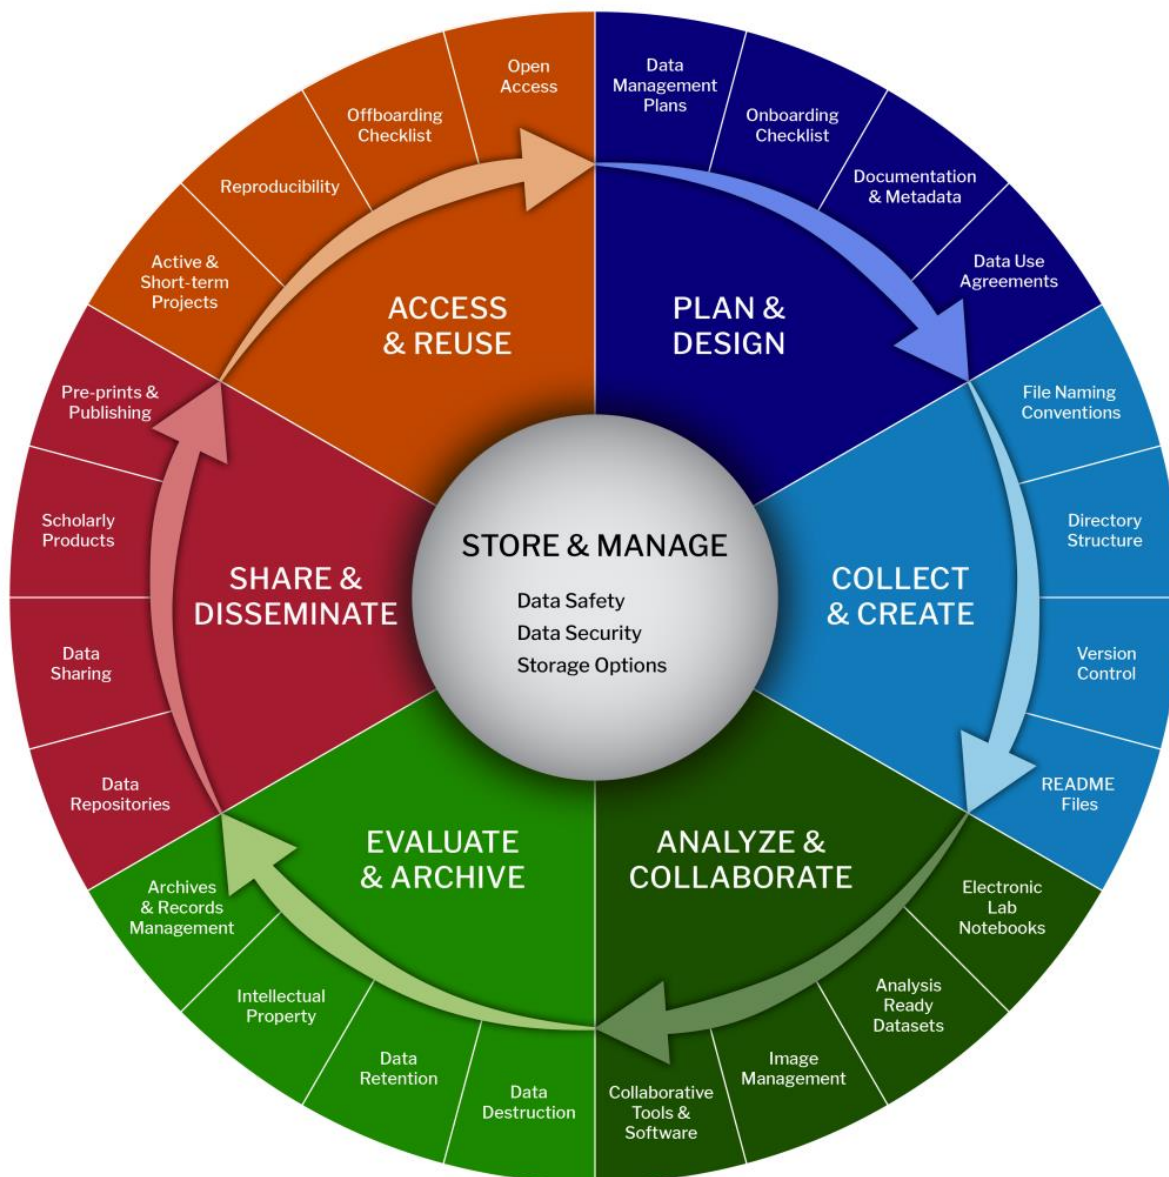 PLAN &
DESIGN
Data
Management
Plans
Onboarding
Checklist
Documentation
& Metadata
Data Use
Agreements
COLLECT
& CREATE
File Naming
Conventions
Directory
Structure
Version
Control
README
Files
ANALYZE &
COLLABORATE
Electronic
Lab
Notebooks
Analysis
Ready
Datasets
Image
Management
Collaborative
Tools &
Software
EVALUATE
& ARCHIVE
Data
Destruction
Data
Retention
Intellectual
Property
Archives
& Records
Management
SHARE &
DISSEMINATE
Data
Repositories
Data
Sharing
Scholarly
Products
Pre-prints &
Publishing
ACCESS
& REUSE
Active &
Short-term
Projects
Reproducibility
Offboarding
Checklist
Open
Access
STORE & MANAGE
Data Safety
Data Security
Storage Options